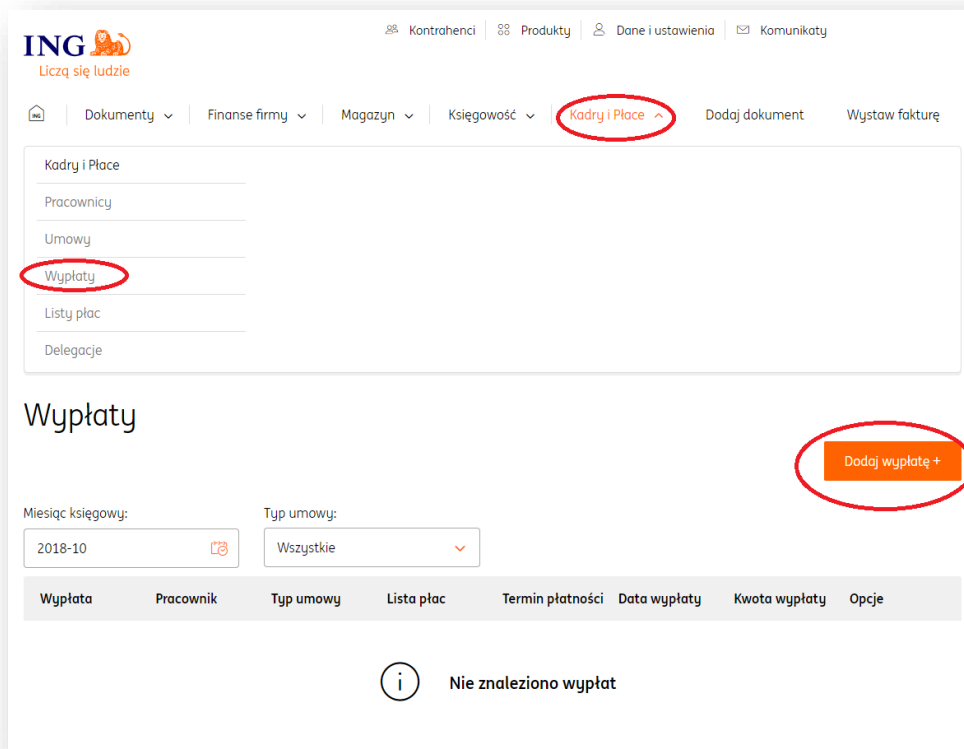 Kontrahenci Produkty Dane i ustawienia Komunikaty
ING
Liczą się ludzie
ING Dokumenty Finanse firmy Magazyn Księgowość Kadry i Płace Dodaj dokument Wystaw fakturę
Kadry i Płace
Pracownicy
Umowy
Wypłaty
Listy płac
Delegacje
Wypłaty
Dodaj wypłatę +
Miesiąc księgowy: Typ umowy:
2018-10 Wszystkie
Wypłata Pracownik Typ umowy Lista płac Termin płatności Data wypłaty Kwota wypłaty Opcje
i Nie znaleziono wypłat